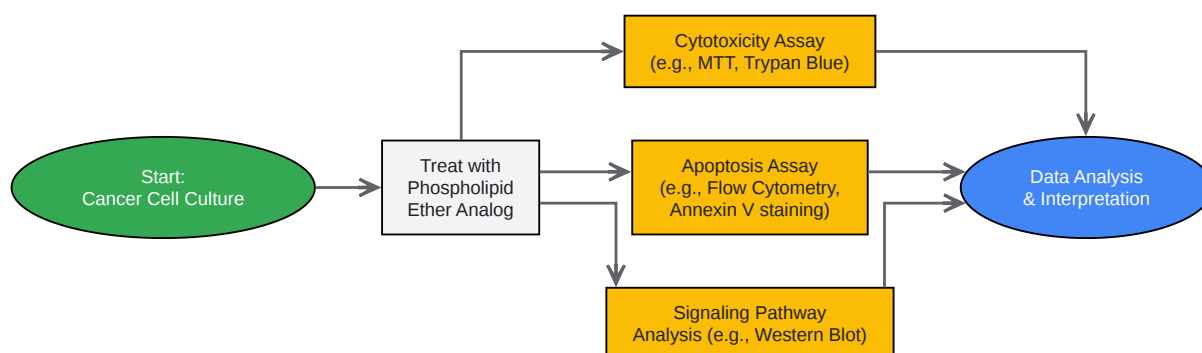 Start:
Cancer Cell Culture
Treat with
Phospholipid
Ether Analog
Cytotoxicity Assay
(e.g., MTT, Trypan Blue)
Apoptosis Assay
(e.g., Flow Cytometry,
Annexin V staining)
Signaling Pathway
Analysis (e.g., Western Blot)
Data Analysis
& Interpretation